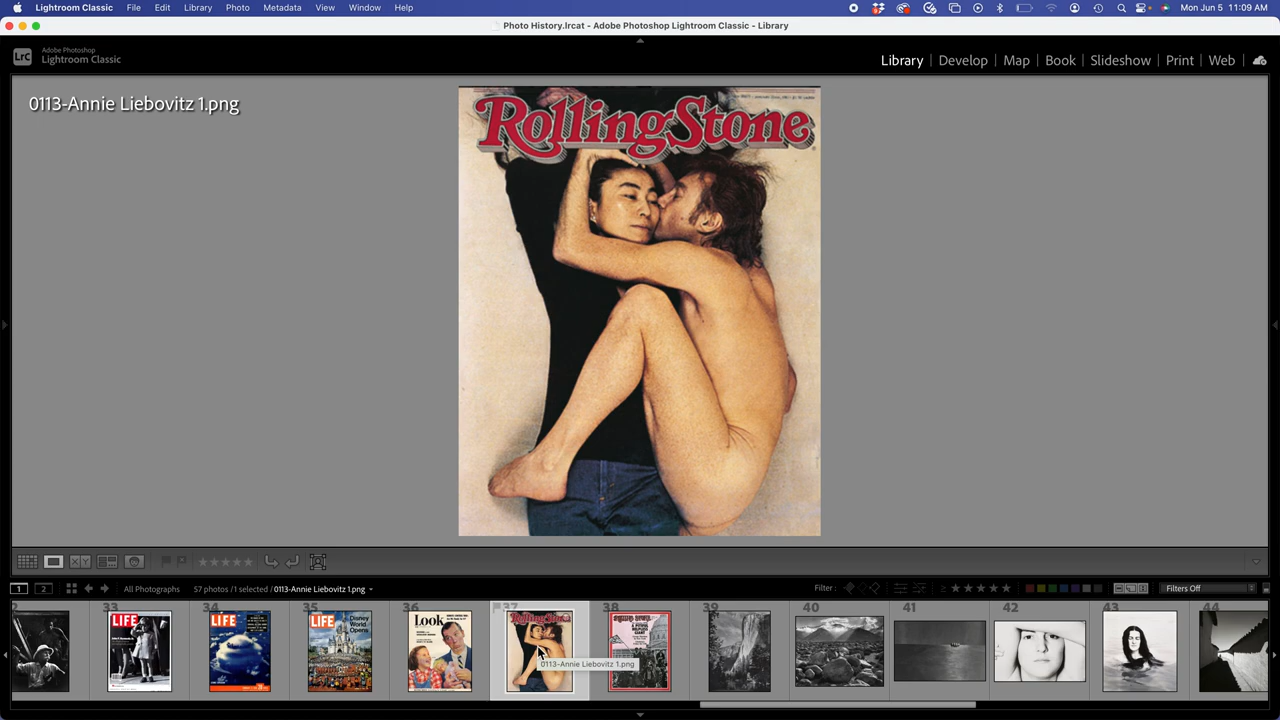 Lightroom Classic File Edit Library Photo Metadata View Window Help Mon Jun 5 11:09 AM
Photo History.lrcat - Adobe Photoshop Lightroom Classic - Library
LrC Adobe Photoshop
Lightroom Classic
Library | Develop | Map | Book | Slideshow | Print | Web
0113-Annie Liebovitz 1.png
RollingStone
1 2 All Photographs 57 photos / 1 selected / 0113-Annie Liebovitz 1.png Filter : Filters Off
33 34 35 36 37 38 39 40 41 42 43 44
LIFE LIFE LIFE Look RollingStone
Disney
World
Opens
0113-Annie Liebovitz 1.png